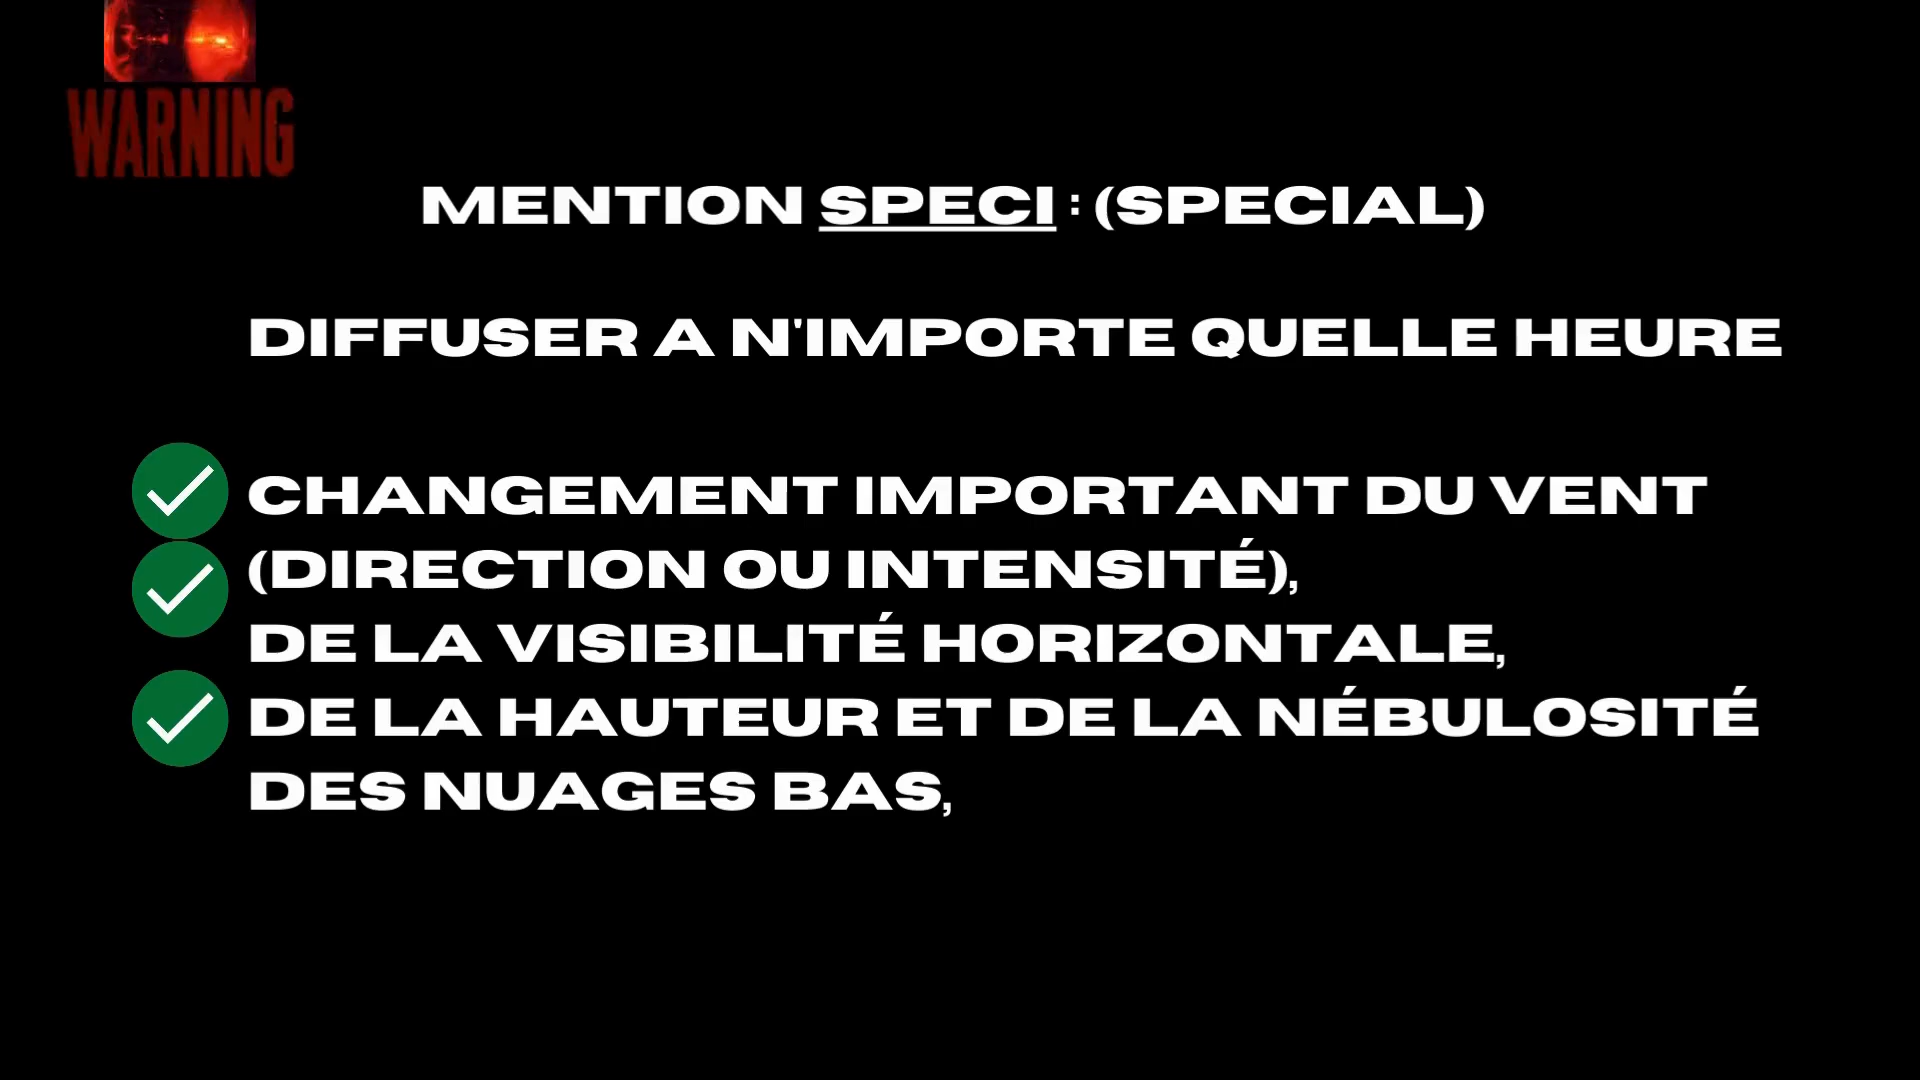 WARNING
MENTION SPECI : (SPECIAL)
DIFFUSER A N'IMPORTE QUELLE HEURE
CHANGEMENT IMPORTANT DU VENT
(DIRECTION OU INTENSITÉ),
DE LA VISIBILITÉ HORIZONTALE,
DE LA HAUTEUR ET DE LA NÉBULOSITÉ
DES NUAGES BAS,